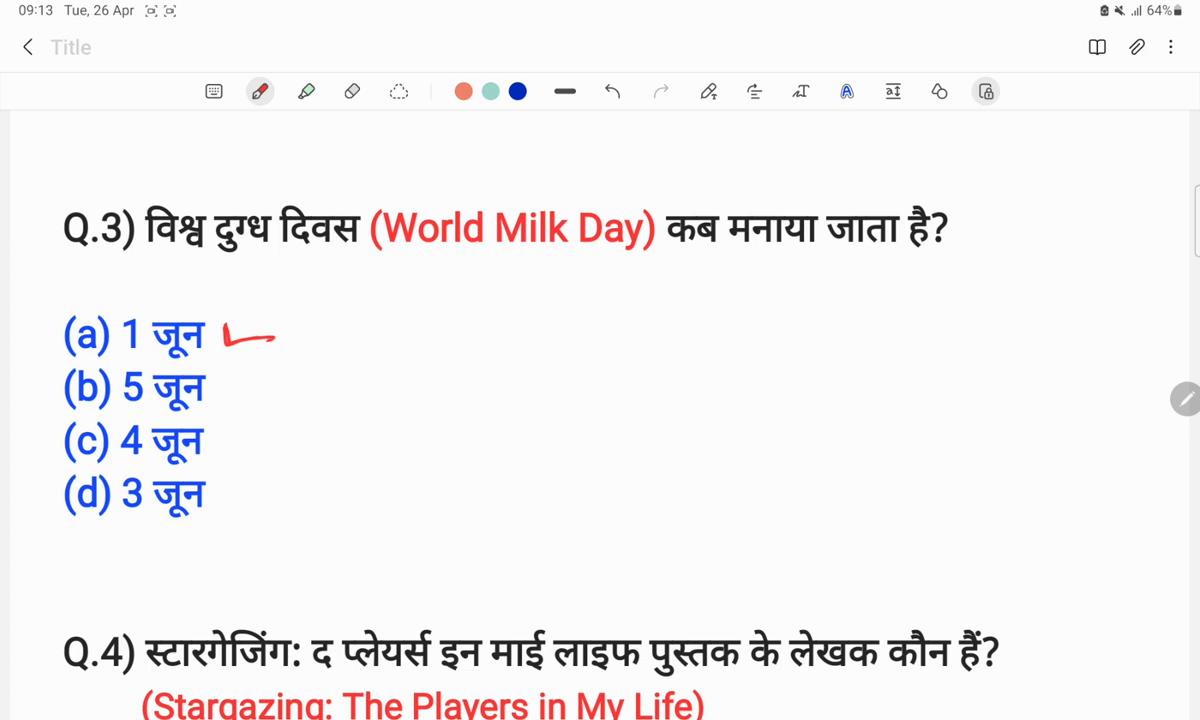 09:13 Tue, 26 Apr 64%
Title
Q.3) विश्व दुग्ध दिवस (World Milk Day) कब मनाया जाता है?
(a) 1 जून
(b) 5 जून
(c) 4 जून
(d) 3 जून
Q.4) स्टारगेजिंग: द प्लेयर्स इन माई लाइफ पुस्तक के लेखक कौन हैं?
(Stargazing: The Players in My Life)